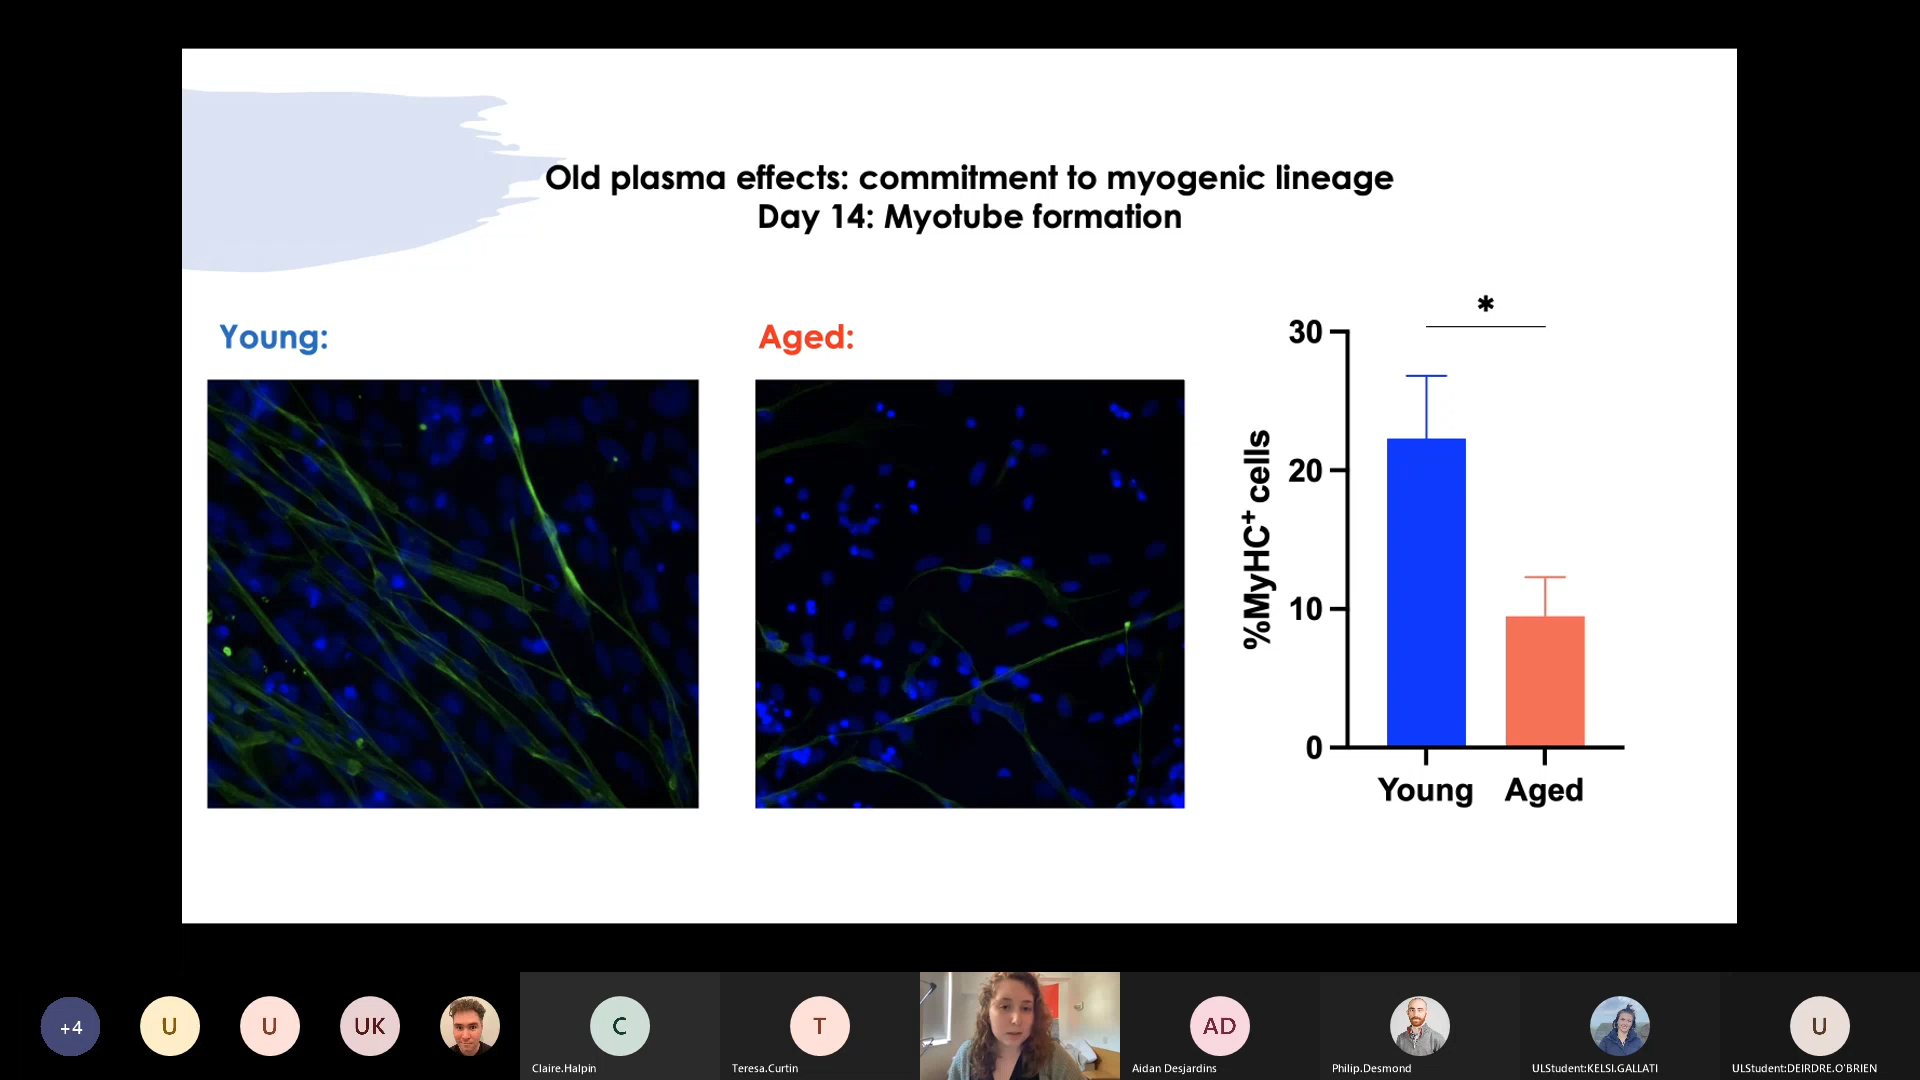 Old plasma effects: commitment to myogenic lineage
Day 14: Myotube formation
Young:
Aged:
*
30
20
10
0
%MyHC⁺ cells
Young
Aged
+4
U
U
UK
C
Claire.Halpin
T
Teresa.Curtin
AD
Aidan Desjardins
Philip.Desmond
ULStudent:KELSI.GALLATI
U
ULStudent:DEIRDRE.O'BRIEN